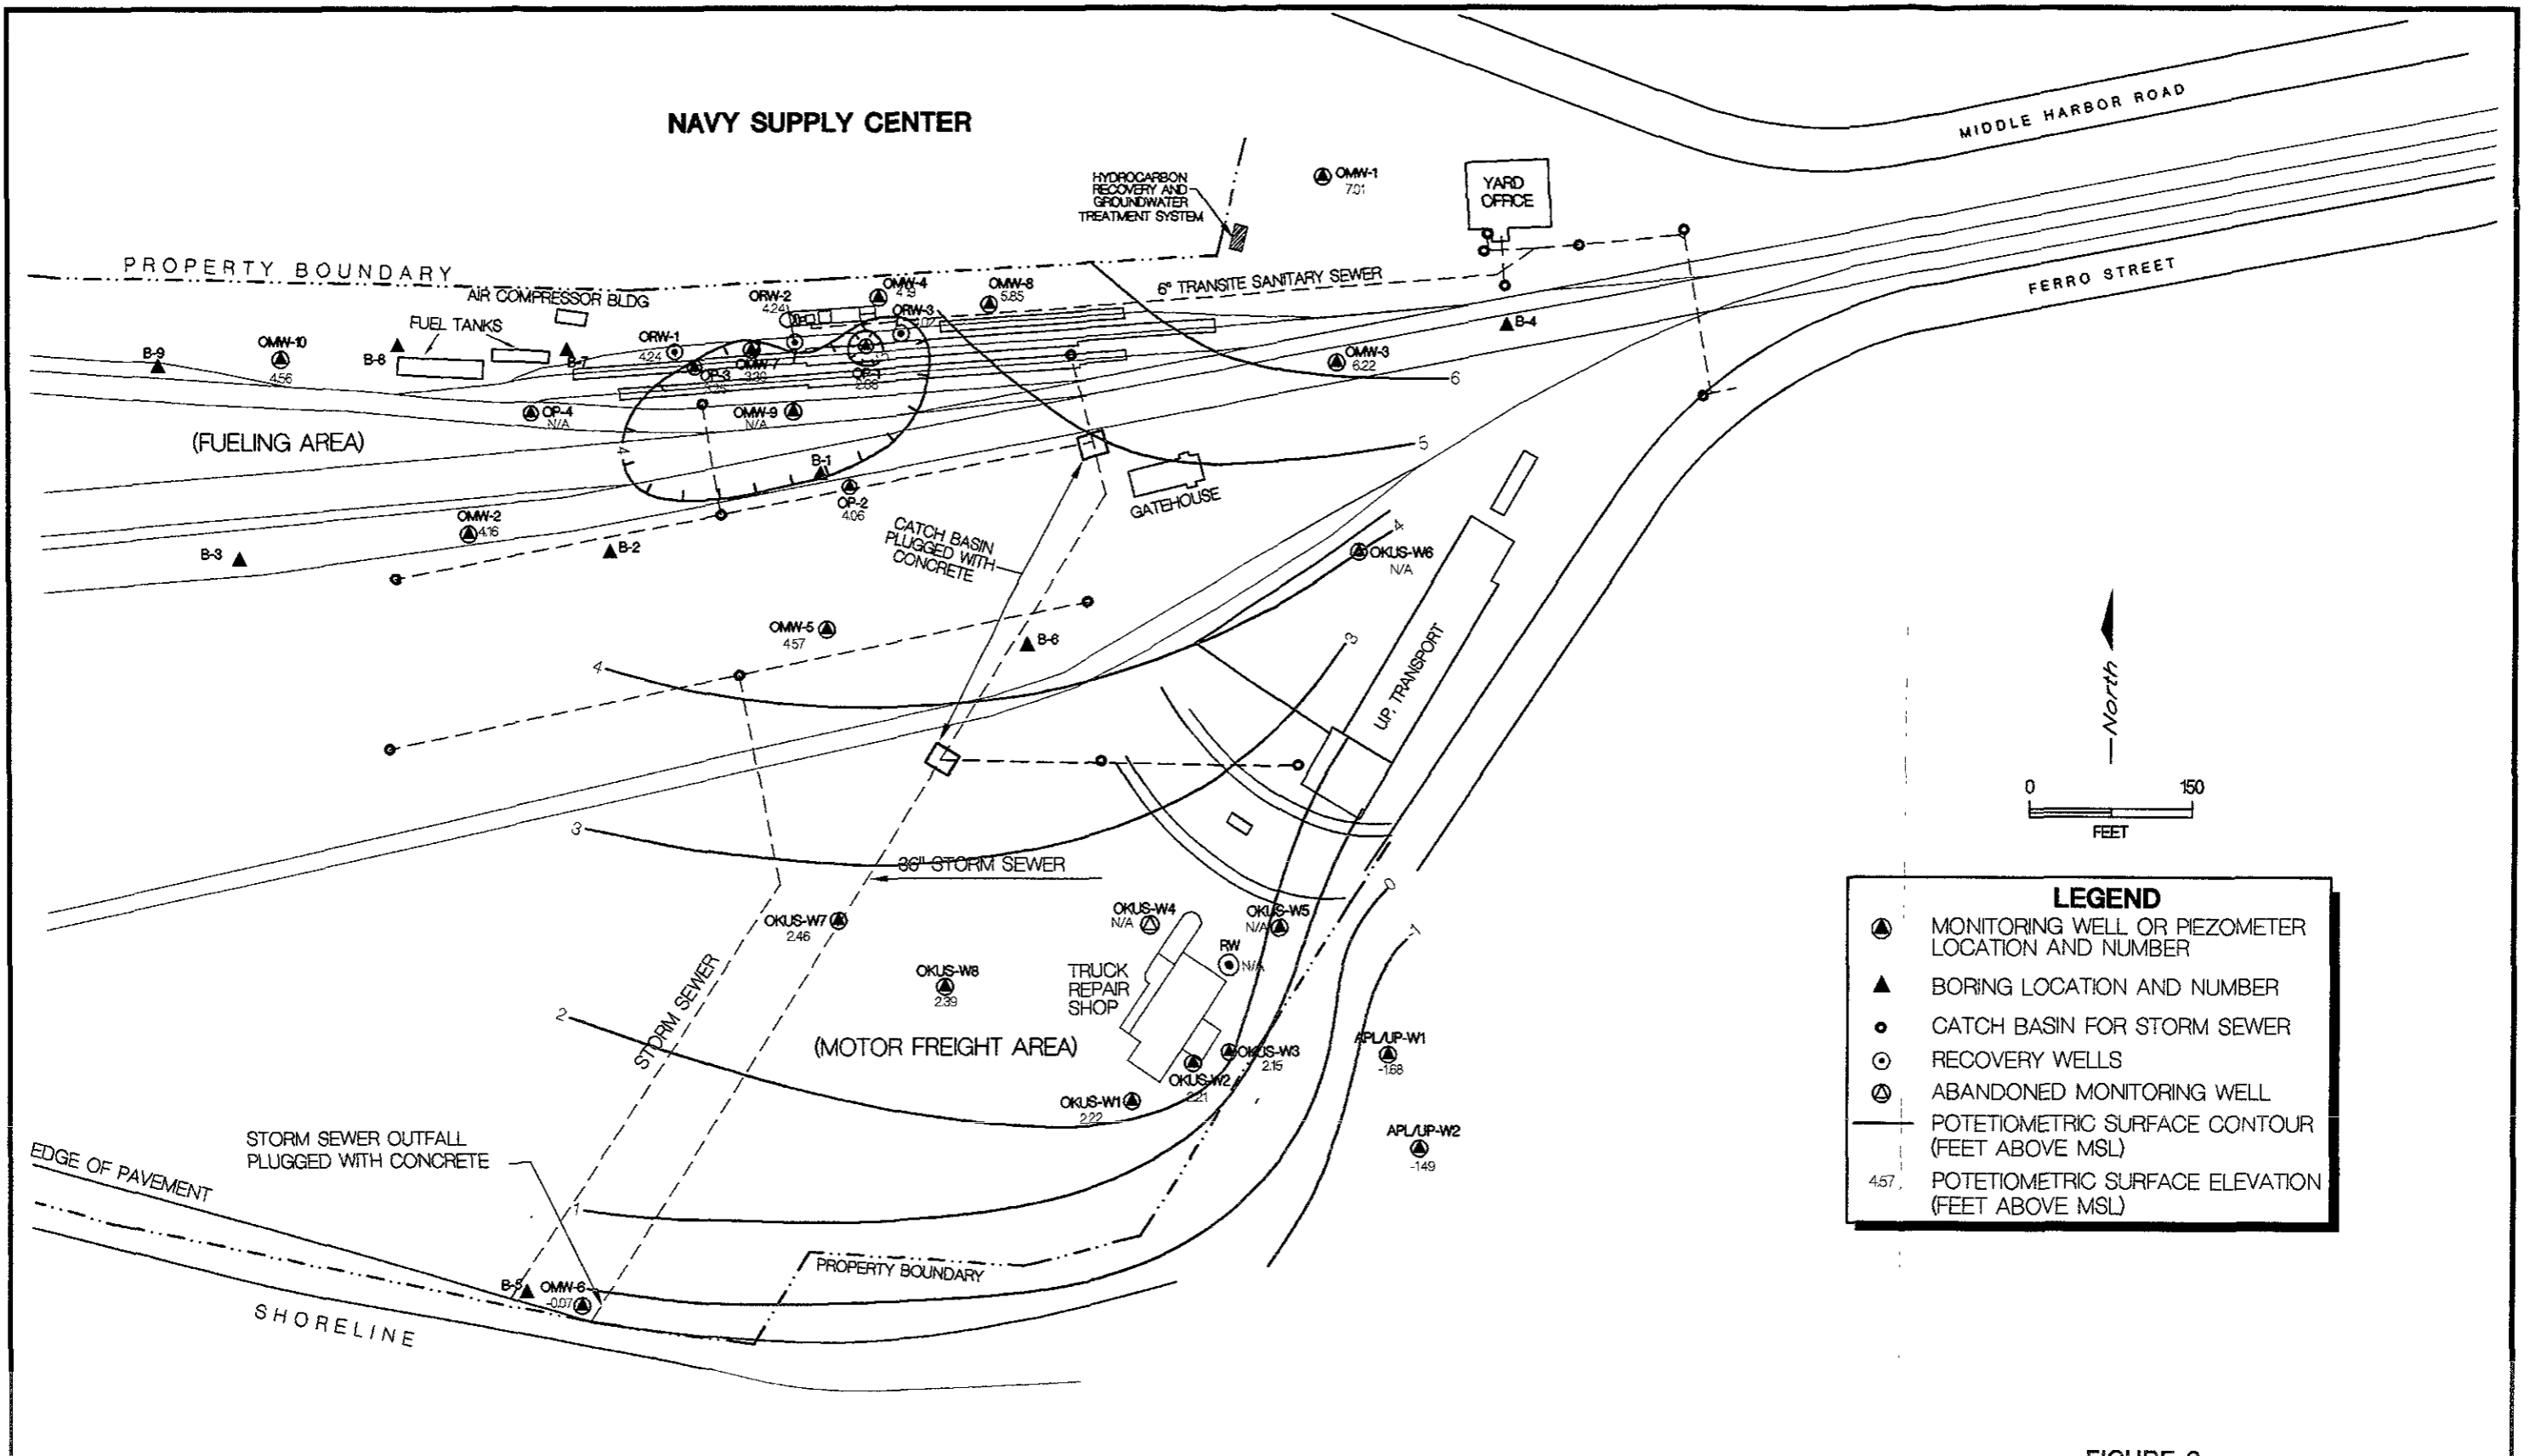 NAVY SUPPLY CENTER
MIDDLE HARBOR ROAD
HYDROCARBON
RECOVERY AND
GROUNDWATER
TREATMENT SYSTEM
OMW-1
7.01
YARD
OFFICE
PROPERTY BOUNDARY
AIR COMPRESSOR BLDG
FUEL TANKS
6" TRANSITE SANITARY SEWER
FERRO STREET
ORW-2
4.24
OMW-4
4.19
OMW-8
5.85
ORW-3
ORW-1
4.24
B-9
OMW-10
4.56
B-8
B-7
OP-3
OMW-7
OP-1
B-4
OMW-3
6.22
6
OP-4
N/A
OMW-9
N/A
(FUELING AREA)
4
5
B-1
OP-2
4.06
GATEHOUSE
OMW-2
4.16
B-3
B-2
CATCH BASIN
PLUGGED WITH
CONCRETE
4
OKUS-W6
N/A
OMW-5
4.57
B-6
4
3
U.P. TRANSPORT
North
0 150
FEET
3
36" STORM SEWER
0
-1
OKUS-W7
2.46
OKUS-W4
N/A
OKUS-W5
N/A
RW
N/A
OKUS-W8
2.39
TRUCK
REPAIR
SHOP
2
STORM SEWER
(MOTOR FREIGHT AREA)
OKUS-W3
2.15
OKUS-W2
2.21
OKUS-W1
2.22
APL/UP-W1
-1.68
APL/UP-W2
-1.49
STORM SEWER OUTFALL
PLUGGED WITH CONCRETE
EDGE OF PAVEMENT
1
PROPERTY BOUNDARY
B-5
OMW-6
-0.07
SHORELINE
LEGEND
MONITORING WELL OR PIEZOMETER
LOCATION AND NUMBER
BORING LOCATION AND NUMBER
CATCH BASIN FOR STORM SEWER
RECOVERY WELLS
ABANDONED MONITORING WELL
POTETIOMETRIC SURFACE CONTOUR
(FEET ABOVE MSL)
4.57 POTETIOMETRIC SURFACE ELEVATION
(FEET ABOVE MSL)